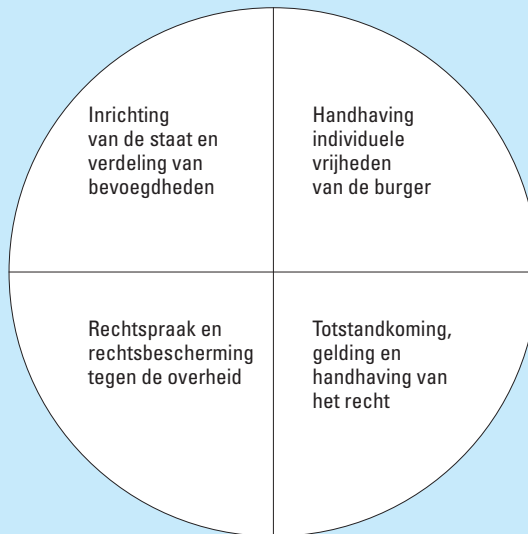 Inrichting
van de staat en
verdeling van
bevoegdheden
Handhaving
individuele
vrijheden
van de burger
Rechtspraak en
rechtsbescherming
tegen de overheid
Totstandkoming,
gelding en
handhaving van
het recht